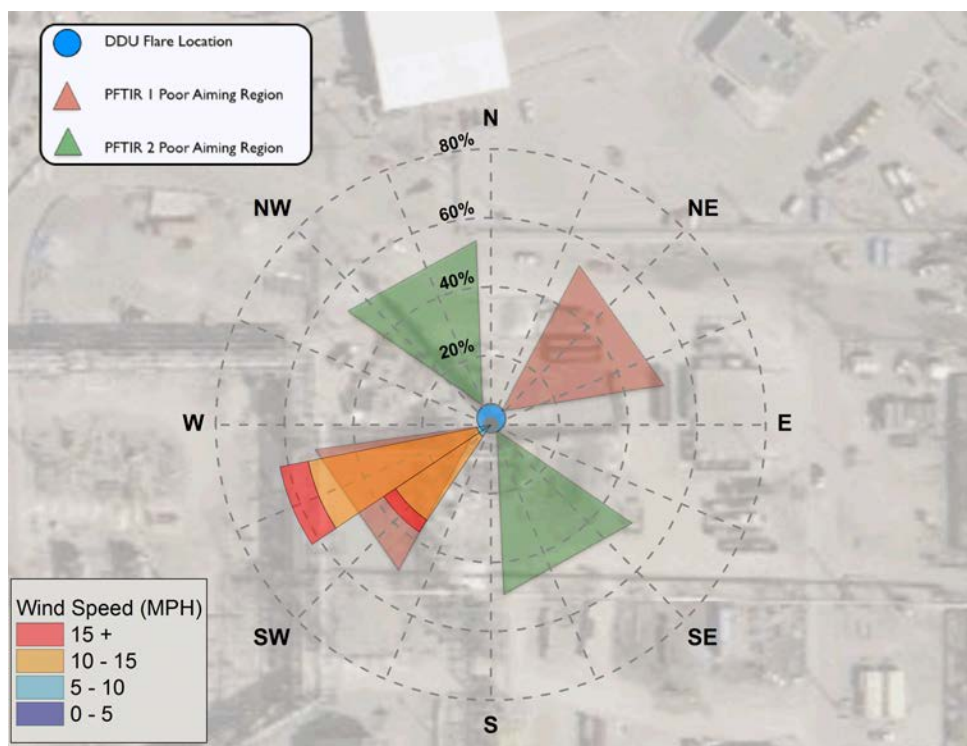 DDU Flare Location
PFTIR 1 Poor Aiming Region
PFTIR 2 Poor Aiming Region
N
80%
NW
NE
60%
40%
20%
W
E
SW
SE
S
Wind Speed (MPH)
15 +
10 - 15
5 - 10
0 - 5